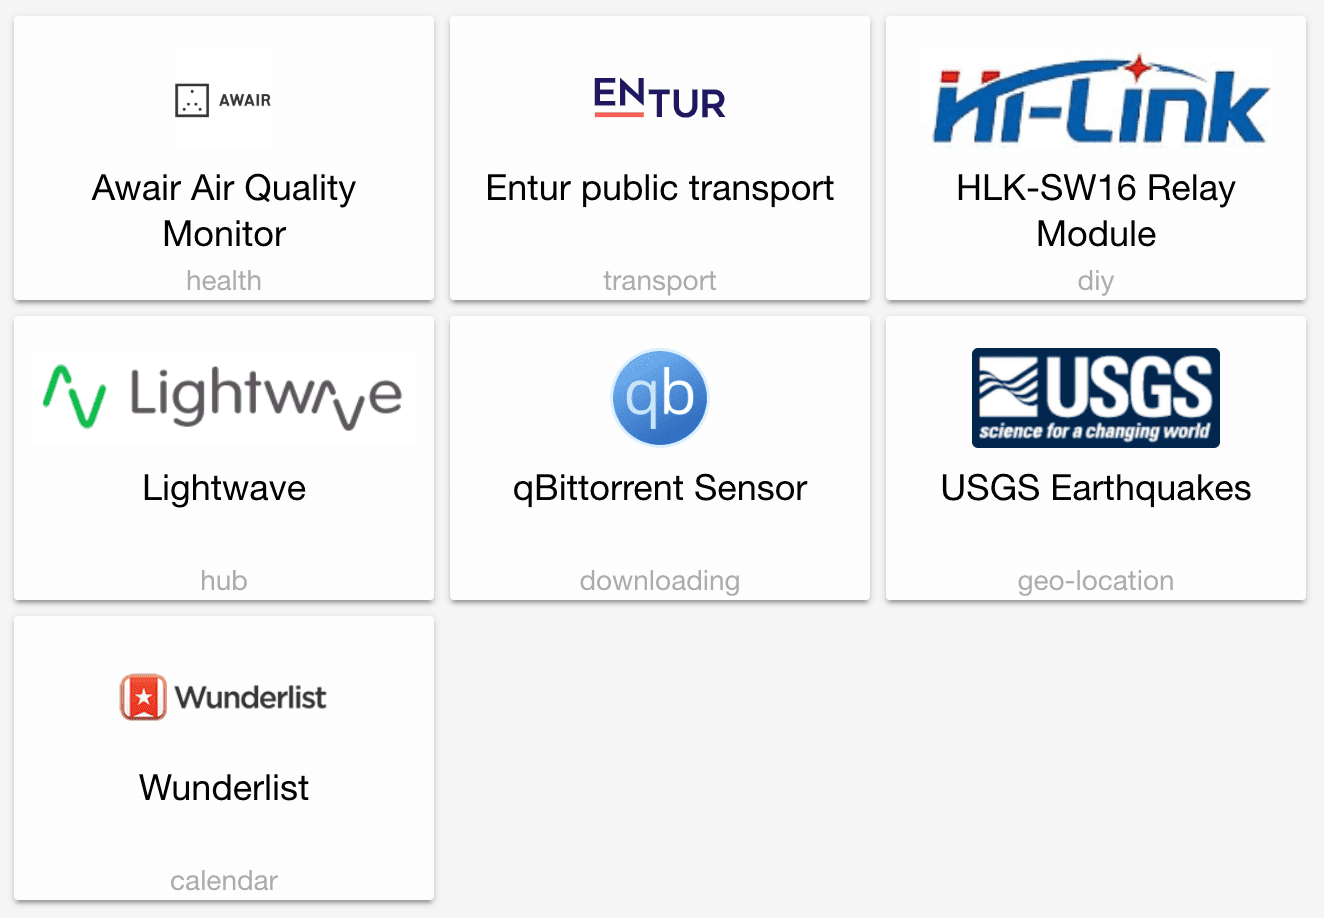 AWAIR
Awair Air Quality
Monitor
health
ENTUR
Entur public transport
transport
Hi-Link
HLK-SW16 Relay
Module
diy
Lightwave
Lightwave
hub
qb
qBittorrent Sensor
downloading
USGS
science for a changing world
USGS Earthquakes
geo-location
Wunderlist
Wunderlist
calendar